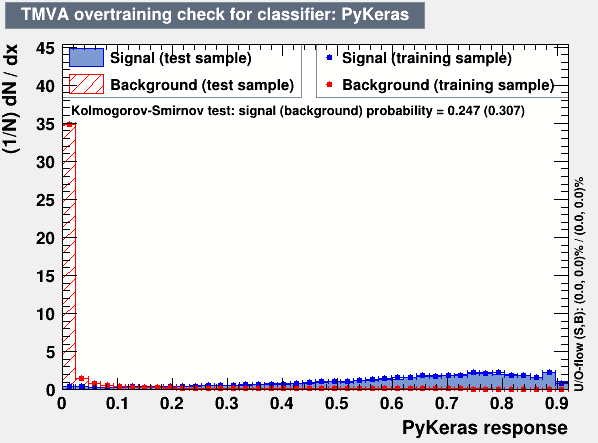 TMVA overtraining check for classifier: PyKeras
Signal (test sample)
Background (test sample)
Signal (training sample)
Background (training sample)
Kolmogorov-Smirnov test: signal (background) probability = 0.247 (0.307)
(1/N) dN / dx
45
40
35
30
25
20
15
10
5
0
0 0.1 0.2 0.3 0.4 0.5 0.6 0.7 0.8 0.9
PyKeras response
U/O-flow (S,B): (0.0, 0.0)% / (0.0, 0.0)%